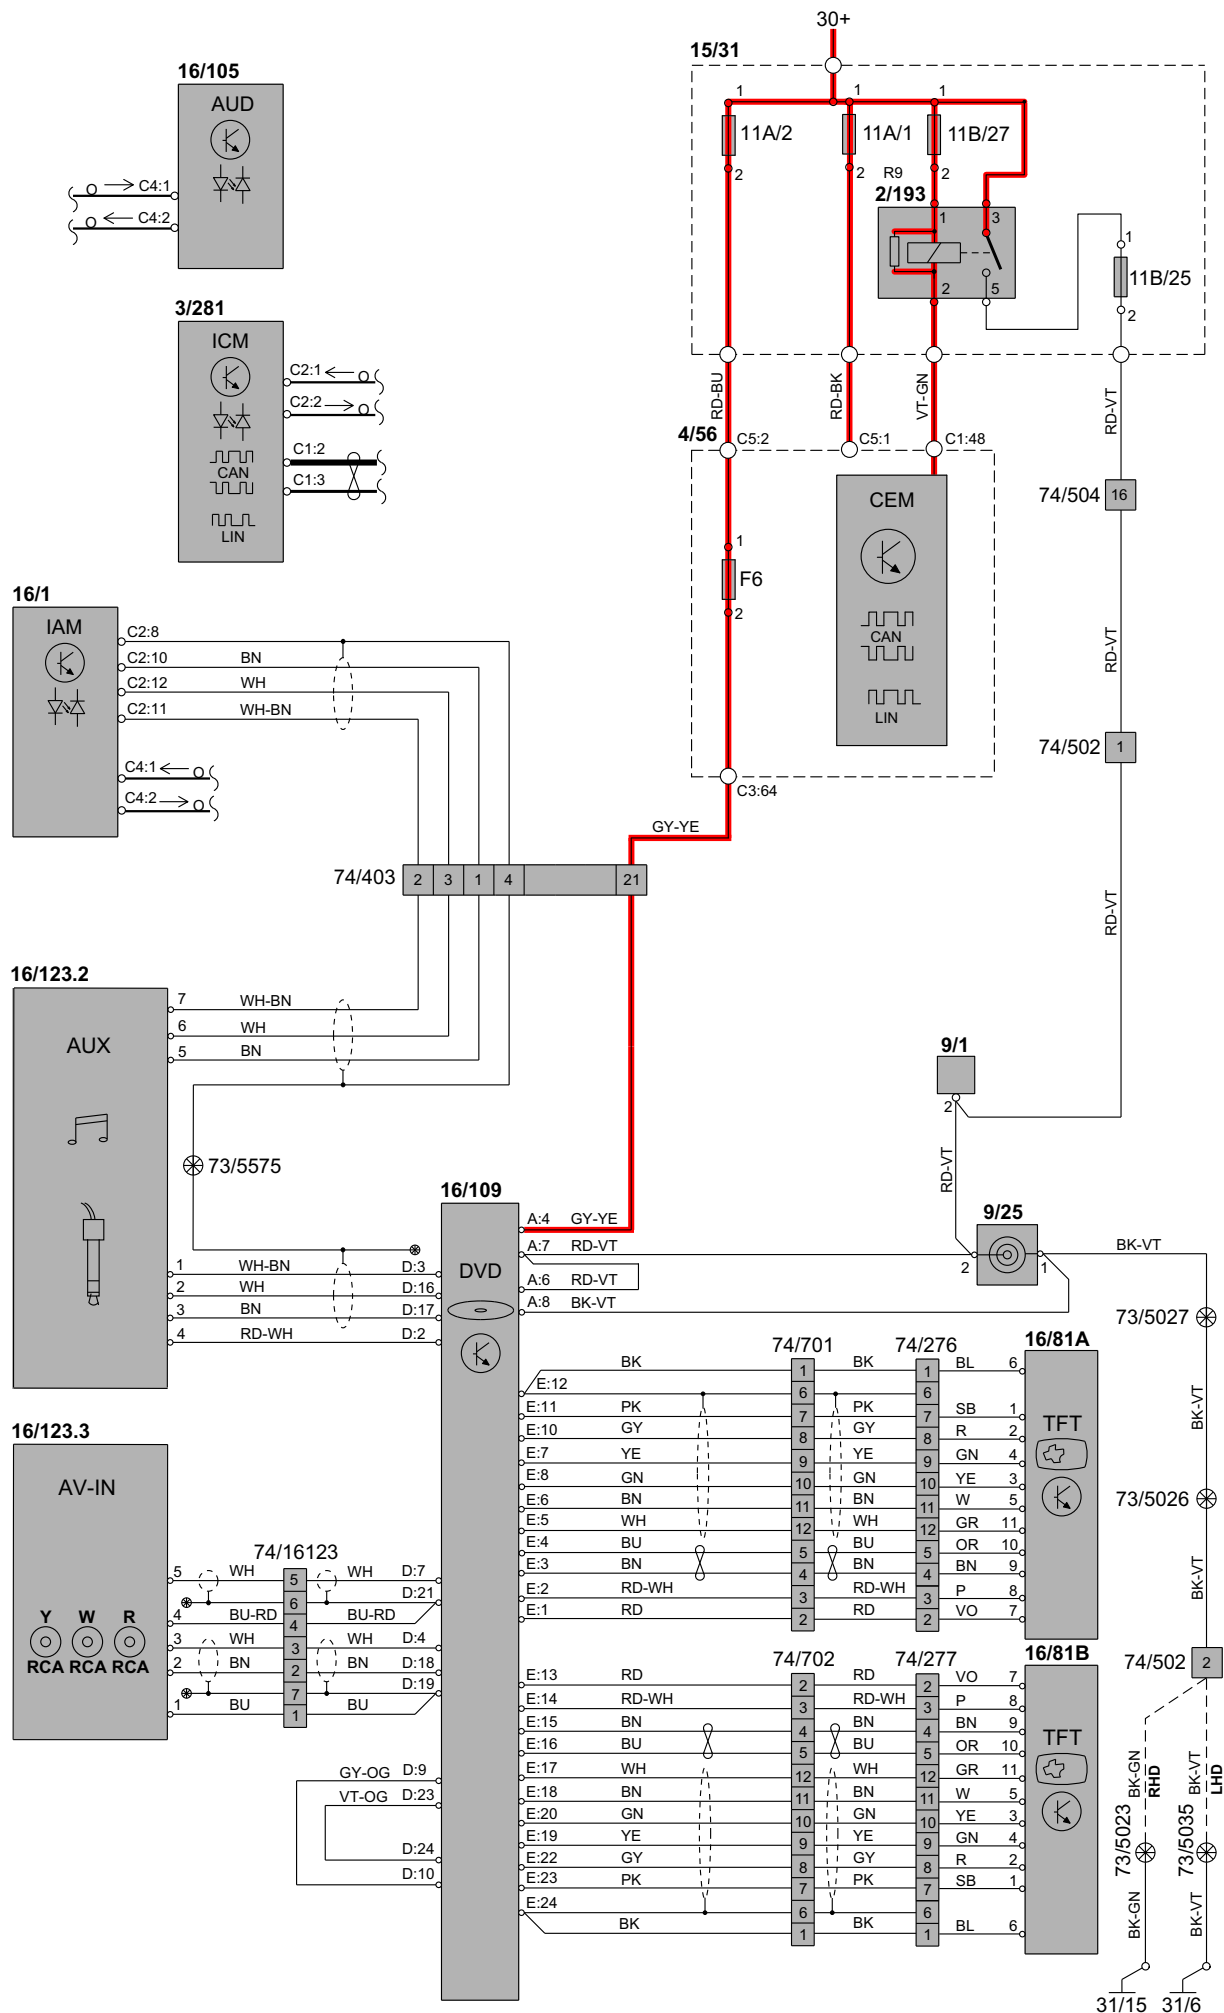 30+
15/31
16/105
AUD
C4:1
C4:2
1
1
1
11A/2
11A/1
11B/27
2
2
R9
2
2/193
1
3
2
5
1
11B/25
2
3/281
ICM
C2:1
C2:2
C1:2
CAN
C1:3
LIN
RD-BU
RD-BK
VT-GN
RD-VT
4/56
C5:2
C5:1
C1:48
CEM
CAN
LIN
1
F6
2
C3:64
GY-YE
74/504
16
RD-VT
74/502
1
RD-VT
16/1
IAM
C2:8
C2:10
BN
C2:12
WH
C2:11
WH-BN
C4:1
C4:2
74/403
2
3
1
4
21
16/123.2
AUX
7
WH-BN
6
WH
5
BN
73/5575
1
WH-BN
D:3
2
WH
D:16
3
BN
D:17
4
RD-WH
D:2
9/1
2
RD-VT
9/25
2
1
BK-VT
16/109
DVD
A:4
GY-YE
A:7
RD-VT
A:6
RD-VT
A:8
BK-VT
73/5027
BK-VT
73/5026
BK-VT
74/502
2
BK-GN
RHD
BK-VT
LHD
73/5023
73/5035
BK-GN
BK-VT
31/15
31/6
74/701
74/276
16/81A
TFT
BK
1
BK
1
BL
6
E:12
6
6
E:11
PK
7
PK
7
SB
1
E:10
GY
8
GY
8
R
2
E:7
YE
9
YE
9
GN
4
E:8
GN
10
GN
10
YE
3
E:6
BN
11
BN
11
W
5
E:5
WH
12
WH
12
GR
11
E:4
BU
5
BU
5
OR
10
E:3
BN
4
BN
4
BN
9
E:2
RD-WH
3
RD-WH
3
P
8
E:1
RD
2
RD
2
VO
7
74/702
74/277
16/81B
TFT
E:13
RD
2
RD
2
VO
7
E:14
RD-WH
3
RD-WH
3
P
8
E:15
BN
4
BN
4
BN
9
E:16
BU
5
BU
5
OR
10
E:17
WH
12
WH
12
GR
11
E:18
BN
11
BN
11
W
5
E:20
GN
10
GN
10
YE
3
E:19
YE
9
YE
9
GN
4
E:22
GY
8
GY
8
R
2
E:23
PK
7
PK
7
SB
1
E:24
6
6
BK
1
BK
1
BL
6
16/123.3
AV-IN
Y
W
R
RCA
RCA
RCA
74/16123
5
WH
5
WH
D:7
6
D:21
4
BU-RD
4
BU-RD
3
WH
3
WH
D:4
2
BN
2
BN
D:18
7
D:19
1
BU
1
BU
GY-OG
D:9
VT-OG
D:23
D:24
D:10